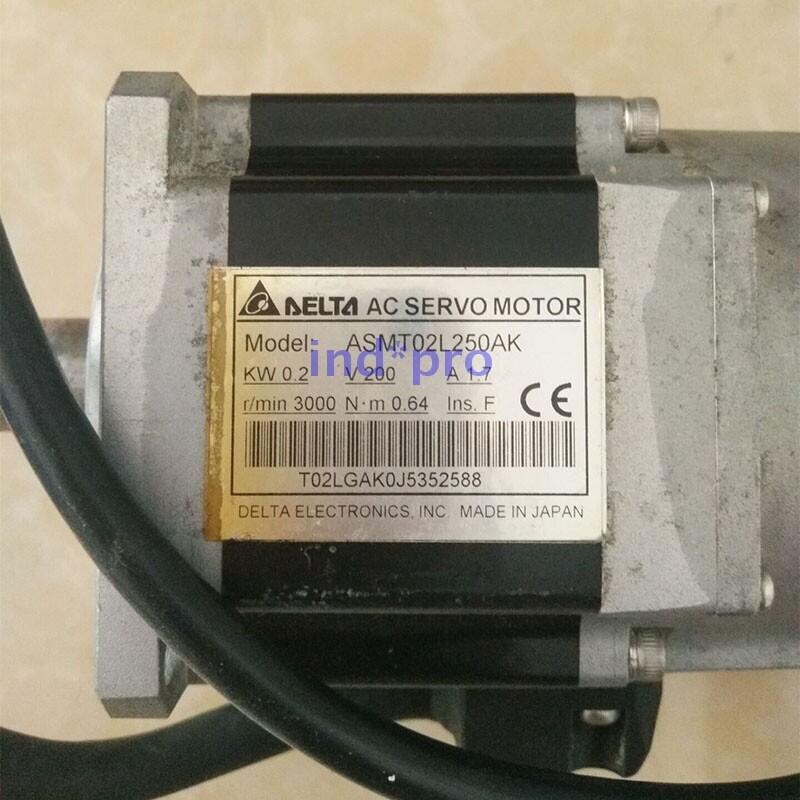 DELTA AC SERVO MOTOR
Model: ASMT02L250AK
ind*pro
KW 0.2 V 200 A 1.7
r/min 3000 N·m 0.64 Ins. F CE
T02LGAK0J5352588
DELTA ELECTRONICS, INC MADE IN JAPAN